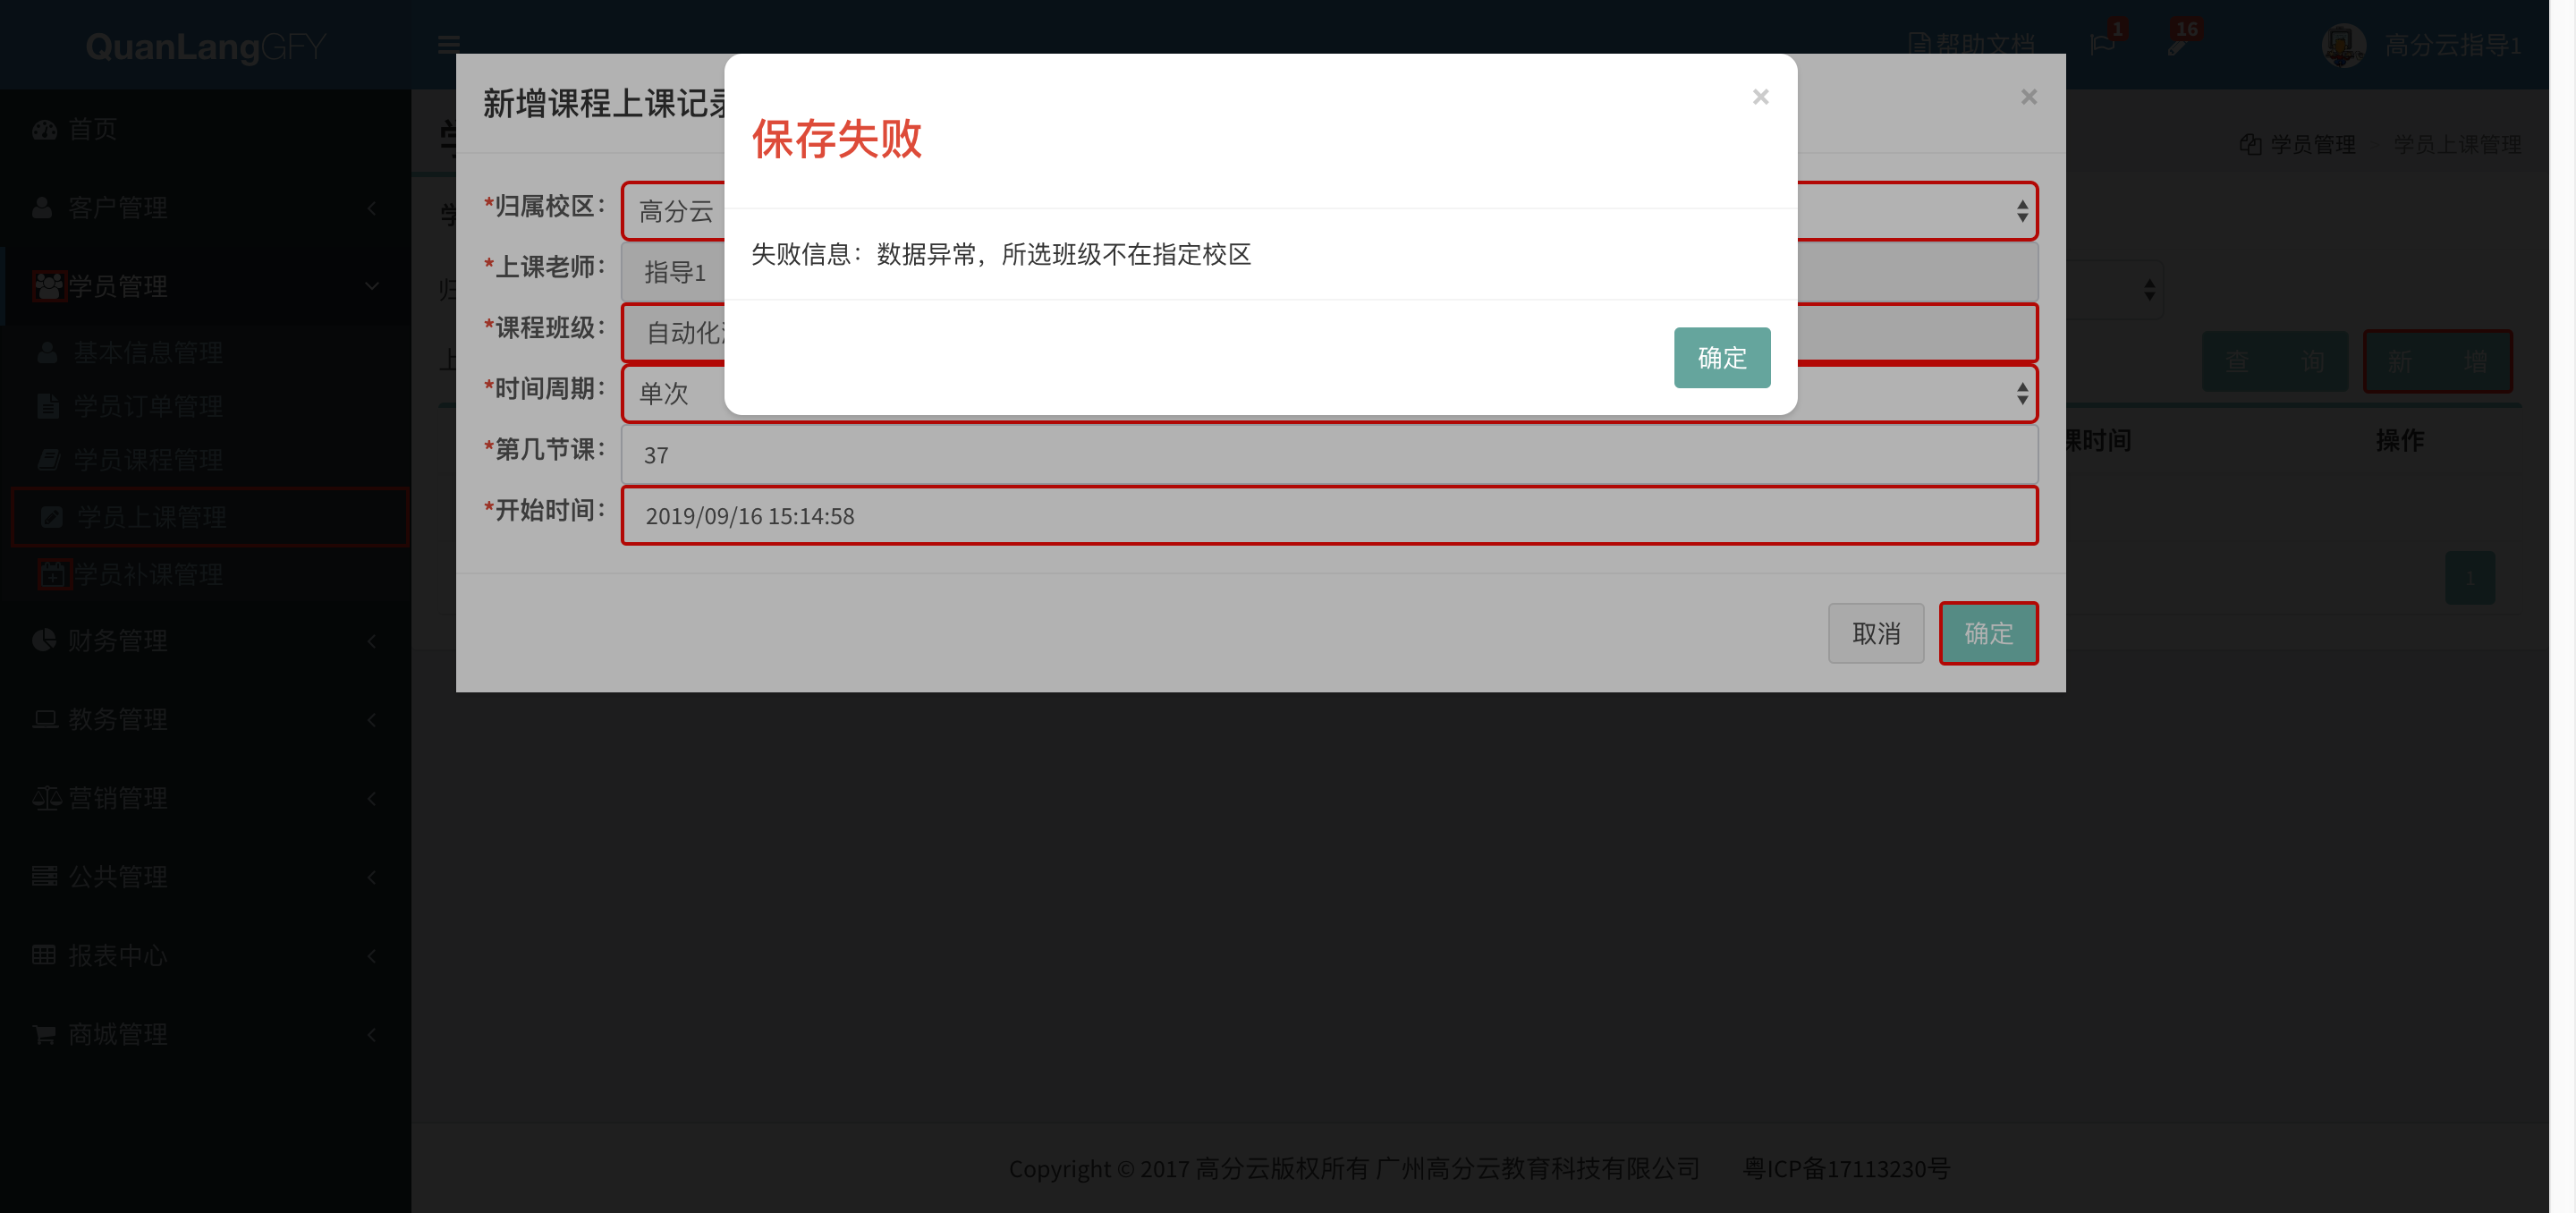 QuanLangGFY
帮助文档
1
16
高分云指导1
首页
客户管理
学员管理
基本信息管理
学员订单管理
学员课程管理
学员上课管理
学员补课管理
财务管理
教务管理
营销管理
公共管理
报表中心
商城管理
学员管理
学员上课管理
新增课程上课记录
×
×
保存失败
失败信息：数据异常，所选班级不在指定校区
确定
*归属校区：
高分云
*上课老师：
指导1
*课程班级：
自动化
*时间周期：
单次
*第几节课：
37
*开始时间：
2019/09/16 15:14:58
取消
确定
查 询
新 增
课时间
操作
1
Copyright © 2017 高分云版权所有 广州高分云教育科技有限公司 粤ICP备17113230号